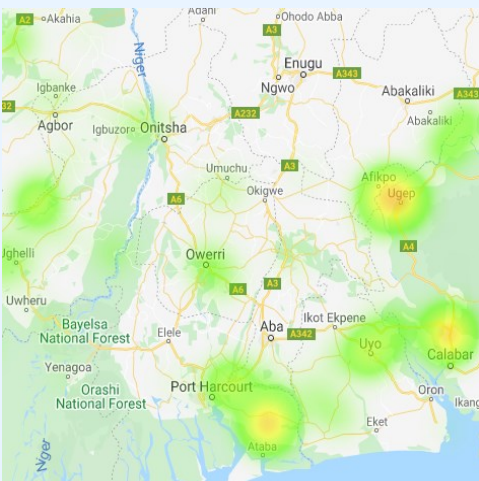 A2
Akahia
Adani
Ohodo Abba
A3
Niger
Enugu
A343
Ngwo
Igbanke
Abakaliki
A343
32
A232
Agbor
Igbuzor
Onitsha
Abakaliki
A3
Umuchu
Afikpo
Okigwe
Ugep
A6
A4
Ughelli
Owerri
A6
A3
Uwheru
Bayelsa
National Forest
Ikot Ekpene
Aba
A342
Elele
Uyo
Calabar
Yenagoa
Port Harcourt
Orashi
National Forest
Oron
Ikang
Eket
Ataba
Niger